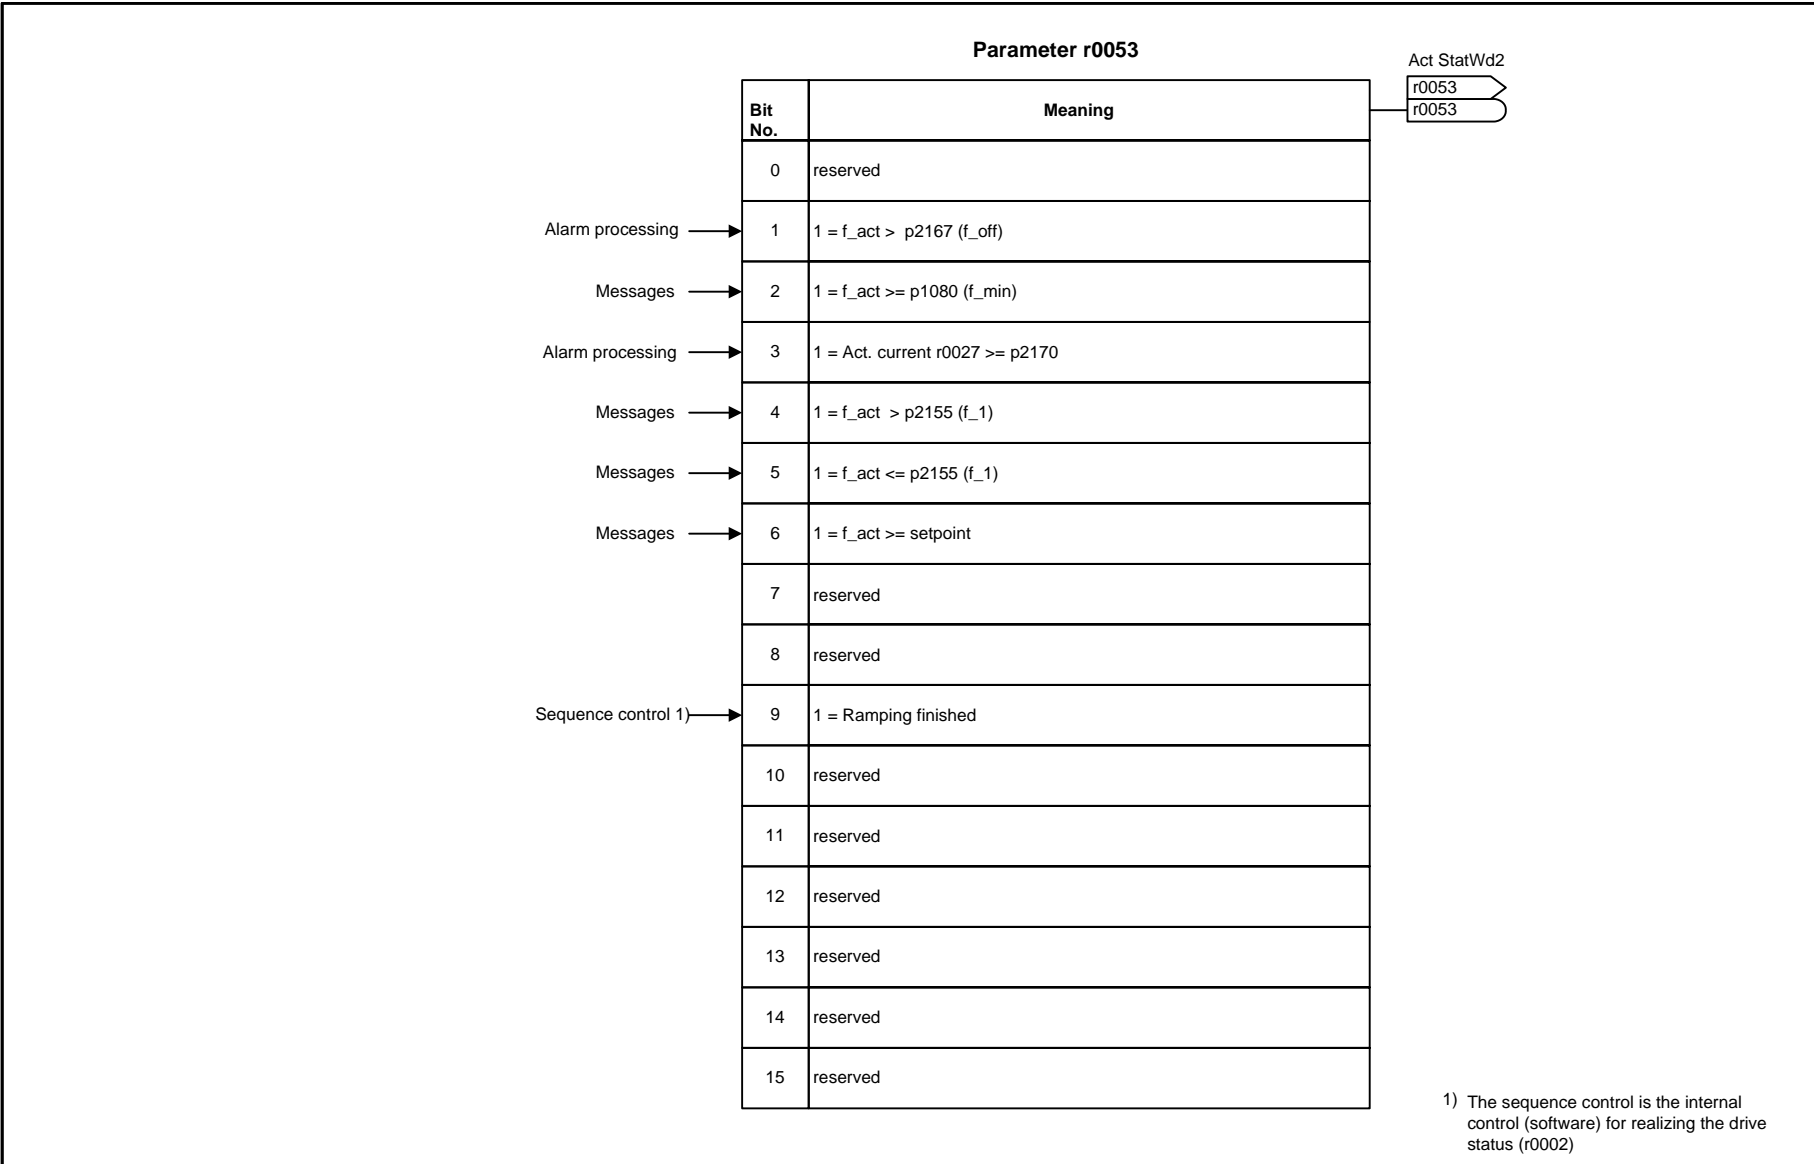 Parameter r0053
Act StatWd2
r0053
r0053
Bit No. Meaning
0 reserved
Alarm processing 1 1 = f_act >  p2167 (f_off)
Messages 2 1 = f_act >= p1080 (f_min)
Alarm processing 3 1 = Act. current r0027 >= p2170
Messages 4 1 = f_act  > p2155 (f_1)
Messages 5 1 = f_act <= p2155 (f_1)
Messages 6 1 = f_act >= setpoint
7 reserved
8 reserved
Sequence control 1) 9 1 = Ramping finished
10 reserved
11 reserved
12 reserved
13 reserved
14 reserved
15 reserved
1) The sequence control is the internal
control (software) for realizing the drive
status (r0002)